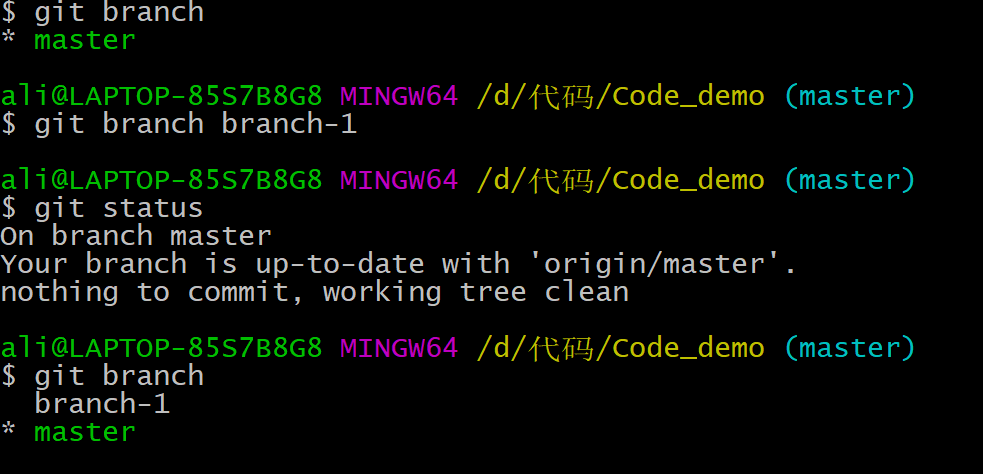 $ git branch
* master
ali@LAPTOP-85S7B8G8 MINGW64 /d/代码/Code_demo (master)
$ git branch branch-1
ali@LAPTOP-85S7B8G8 MINGW64 /d/代码/Code_demo (master)
$ git status
On branch master
Your branch is up-to-date with 'origin/master'.
nothing to commit, working tree clean
ali@LAPTOP-85S7B8G8 MINGW64 /d/代码/Code_demo (master)
$ git branch
  branch-1
* master